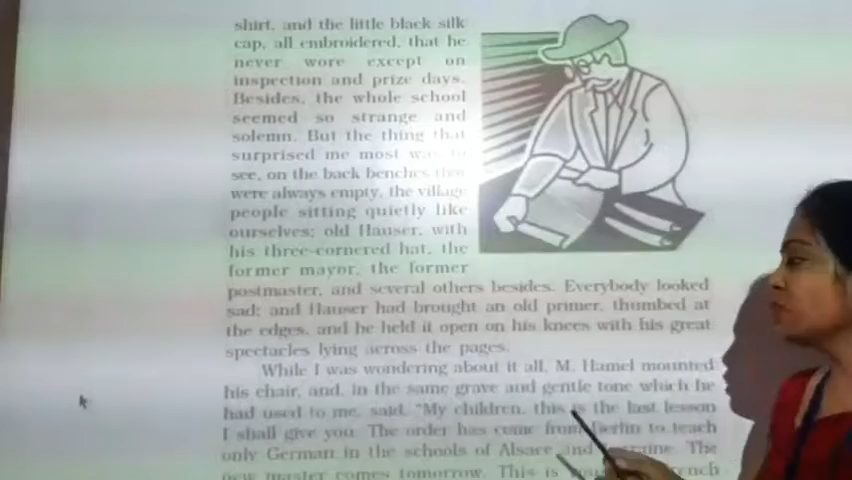 shirt, and the little black silk
cap, all embroidered, that he
never wore except on
inspection and prize days.
Besides, the whole school
seemed so strange and
solemn. But the thing that
surprised me most was to
see, on the back benches that
were always empty, the village
people sitting quietly like
ourselves; old Hauser, with
his three-cornered hat, the
former mayor, the former
postmaster, and several others besides. Everybody looked
sad; and Hauser had brought an old primer, thumbed at
the edges, and he held it open on his knees with his great
spectacles lying across the pages.
While I was wondering about it all, M. Hamel mounted
his chair, and, in the same grave and gentle tone which he
had used to me, said, "My children, this is the last lesson
I shall give you. The order has come from Berlin to teach
only German in the schools of Alsace and Lorraine. The
new master comes tomorrow. This is your French